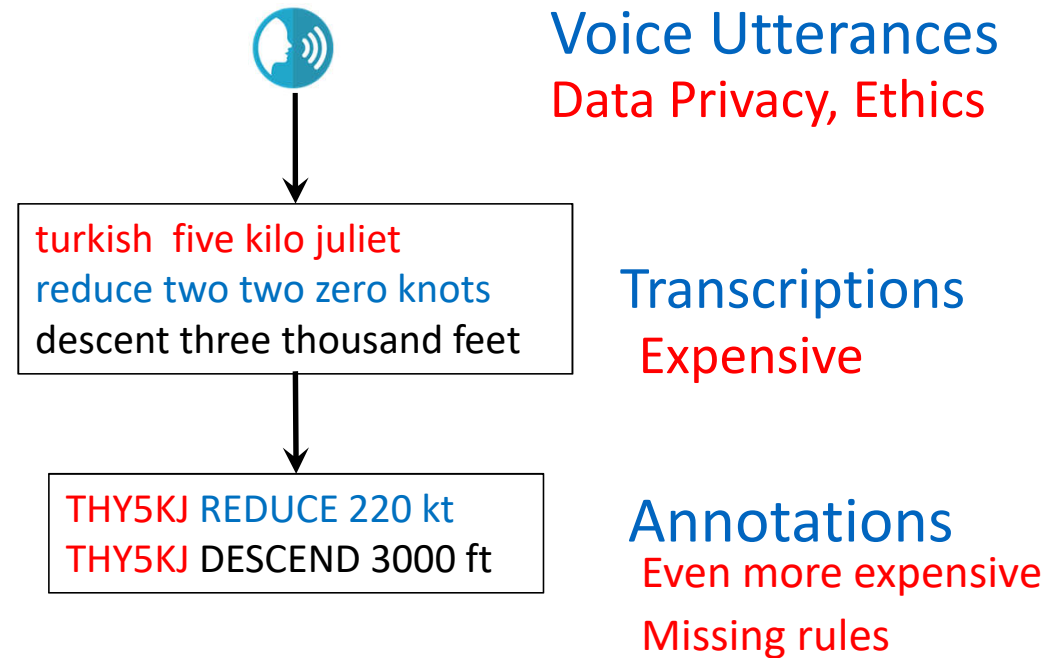 Voice Utterances
Data Privacy, Ethics
turkish five kilo juliet
reduce two two zero knots
descent three thousand feet
Transcriptions
Expensive
THY5KJ REDUCE 220 kt
THY5KJ DESCEND 3000 ft
Annotations
Even more expensive
Missing rules